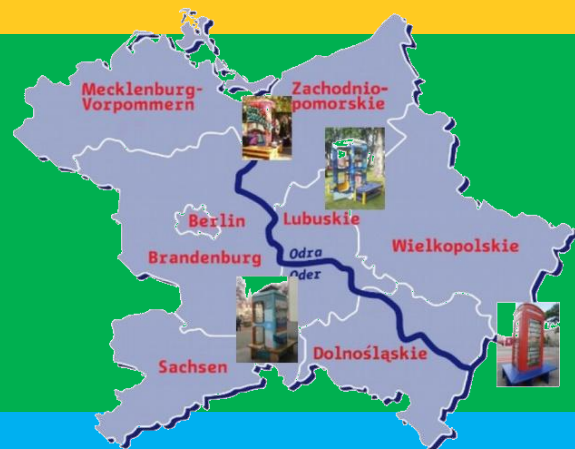 Mecklenburg-
Vorpommern
Zachodnio-
pomorskie
Berlin
Lubuskie
Brandenburg
Wielkopolskie
Odra
Oder
Sachsen
Dolnośląskie